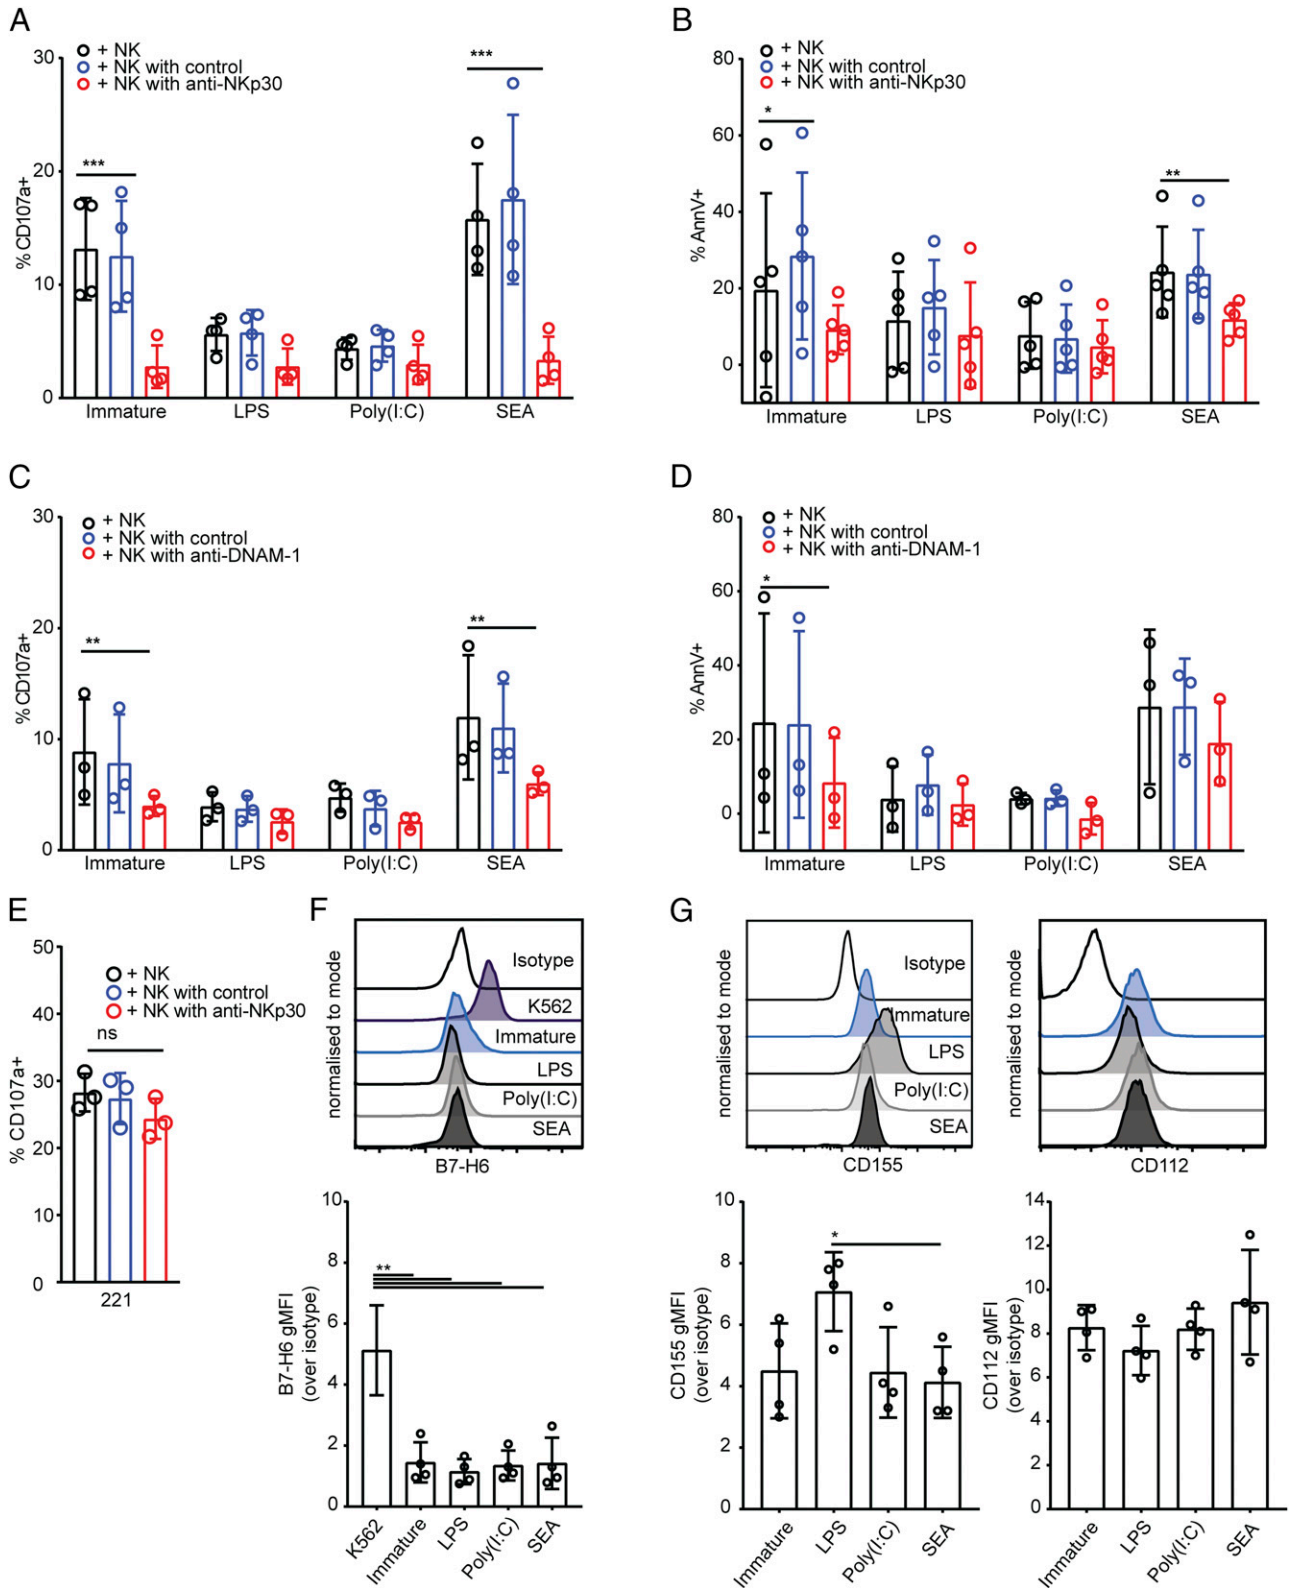 A
+ NK
+ NK with control
+ NK with anti-NKp30
***
***
% CD107a+
30
20
10
0
Immature LPS Poly(I:C) SEA
B
+ NK
+ NK with control
+ NK with anti-NKp30
*
**
% AnnV+
80
60
40
20
0
Immature LPS Poly(I:C) SEA
C
+ NK
+ NK with control
+ NK with anti-DNAM-1
**
**
% CD107a+
30
20
10
0
Immature LPS Poly(I:C) SEA
D
+ NK
+ NK with control
+ NK with anti-DNAM-1
*
% AnnV+
80
60
40
20
0
Immature LPS Poly(I:C) SEA
E
+ NK
+ NK with control
+ NK with anti-NKp30
ns
% CD107a+
50
40
30
20
10
0
221
F
normalised to mode
Isotype
K562
Immature
LPS
Poly(I:C)
SEA
B7-H6
B7-H6 gMFI
(over isotype)
10
8
6
4
2
0
**
K562 Immature LPS Poly(I:C) SEA
G
normalised to mode
Isotype
Immature
LPS
Poly(I:C)
SEA
CD155
normalised to mode
CD112
CD155 gMFI
(over isotype)
10
8
6
4
2
0
*
Immature LPS Poly(I:C) SEA
CD112 gMFI
(over isotype)
14
12
10
8
6
4
2
0
Immature LPS Poly(I:C) SEA